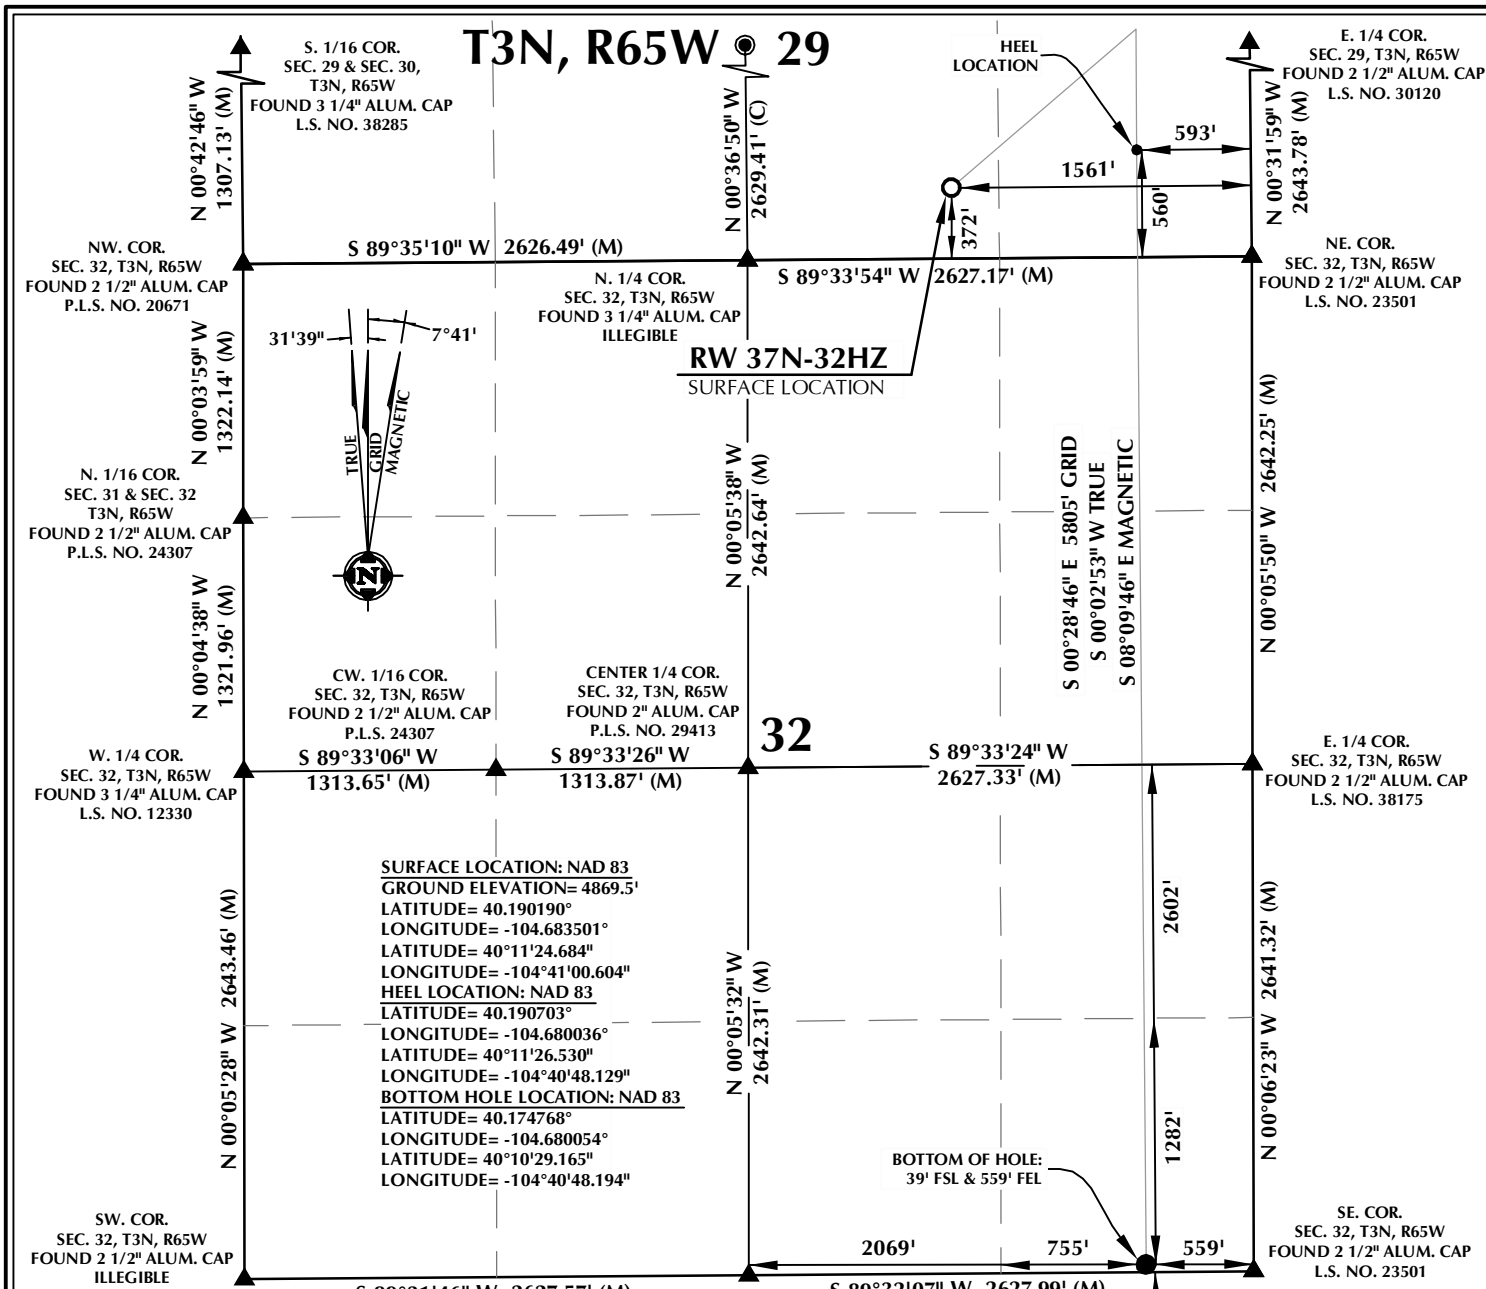 T3N, R65W 29
S. 1/16 COR.
SEC. 29 & SEC. 30,
T3N, R65W
FOUND 3 1/4" ALUM. CAP
L.S. NO. 38285
HEEL
LOCATION
E. 1/4 COR.
SEC. 29, T3N, R65W
FOUND 2 1/2" ALUM. CAP
L.S. NO. 30120
N 00°42'46" W
1307.13' (M)
N 00°36'50" W
2629.41' (C)
593'
1561'
560'
372'
N 00°31'59" W
2643.78' (M)
NW. COR.
SEC. 32, T3N, R65W
FOUND 2 1/2" ALUM. CAP
P.L.S. NO. 20671
S 89°35'10" W 2626.49' (M)
N. 1/4 COR.
SEC. 32, T3N, R65W
FOUND 3 1/4" ALUM. CAP
ILLEGIBLE
S 89°33'54" W 2627.17' (M)
NE. COR.
SEC. 32, T3N, R65W
FOUND 2 1/2" ALUM. CAP
L.S. NO. 23501
31'39"
7°41'
TRUE
GRID
MAGNETIC
N
RW 37N-32HZ
SURFACE LOCATION
N 00°03'59" W
1322.14' (M)
N 00°05'38" W
2642.64' (M)
S 00°28'46" E 5805' GRID
S 00°02'53" W TRUE
S 08°09'46" E MAGNETIC
N 00°05'50" W 2642.25' (M)
N. 1/16 COR.
SEC. 31 & SEC. 32
T3N, R65W
FOUND 2 1/2" ALUM. CAP
P.L.S. NO. 24307
N 00°04'38" W
1321.96' (M)
CW. 1/16 COR.
SEC. 32, T3N, R65W
FOUND 2 1/2" ALUM. CAP
P.L.S. 24307
CENTER 1/4 COR.
SEC. 32, T3N, R65W
FOUND 2" ALUM. CAP
P.L.S. NO. 29413
32
W. 1/4 COR.
SEC. 32, T3N, R65W
FOUND 3 1/4" ALUM. CAP
L.S. NO. 12330
S 89°33'06" W
1313.65' (M)
S 89°33'26" W
1313.87' (M)
S 89°33'24" W
2627.33' (M)
E. 1/4 COR.
SEC. 32, T3N, R65W
FOUND 2 1/2" ALUM. CAP
L.S. NO. 38175
SURFACE LOCATION: NAD 83
GROUND ELEVATION= 4869.5'
LATITUDE= 40.190190°
LONGITUDE= -104.683501°
LATITUDE= 40°11'24.684"
LONGITUDE= -104°41'00.604"
HEEL LOCATION: NAD 83
LATITUDE= 40.190703°
LONGITUDE= -104.680036°
LATITUDE= 40°11'26.530"
LONGITUDE= -104°40'48.129"
BOTTOM HOLE LOCATION: NAD 83
LATITUDE= 40.174768°
LONGITUDE= -104.680054°
LATITUDE= 40°10'29.165"
LONGITUDE= -104°40'48.194"
N 00°05'28" W 2643.46' (M)
N 00°05'32" W
2642.31' (M)
2602'
1282'
N 00°06'23" W 2641.32' (M)
BOTTOM OF HOLE:
39' FSL & 559' FEL
SW. COR.
SEC. 32, T3N, R65W
FOUND 2 1/2" ALUM. CAP
ILLEGIBLE
2069'
755'
559'
SE. COR.
SEC. 32, T3N, R65W
FOUND 2 1/2" ALUM. CAP
L.S. NO. 23501
W 2627.57' (M)
S 89°32'07" W 2627.99' (M)